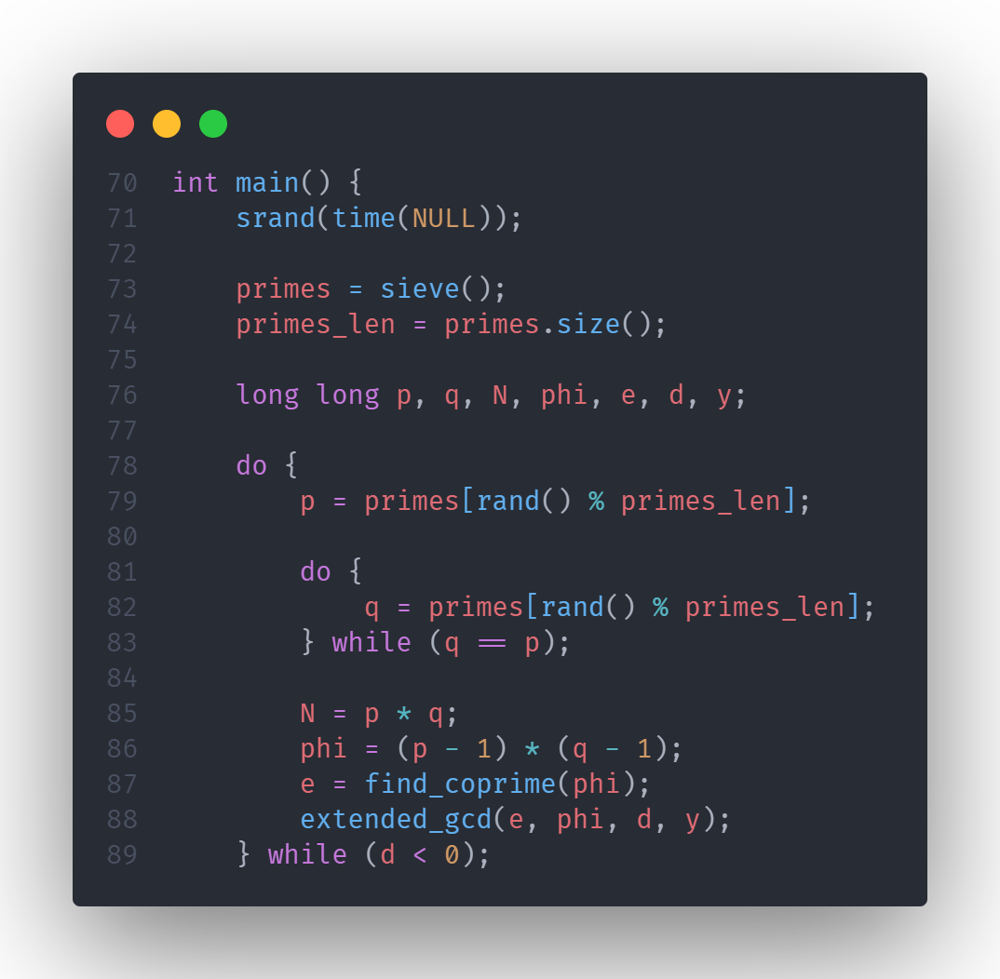 70 int main() {
71     srand(time(NULL));
72
73     primes = sieve();
74     primes_len = primes.size();
75
76     long long p, q, N, phi, e, d, y;
77
78     do {
79         p = primes[rand() % primes_len];
80
81         do {
82             q = primes[rand() % primes_len];
83         } while (q == p);
84
85         N = p * q;
86         phi = (p - 1) * (q - 1);
87         e = find_coprime(phi);
88         extended_gcd(e, phi, d, y);
89     } while (d < 0);